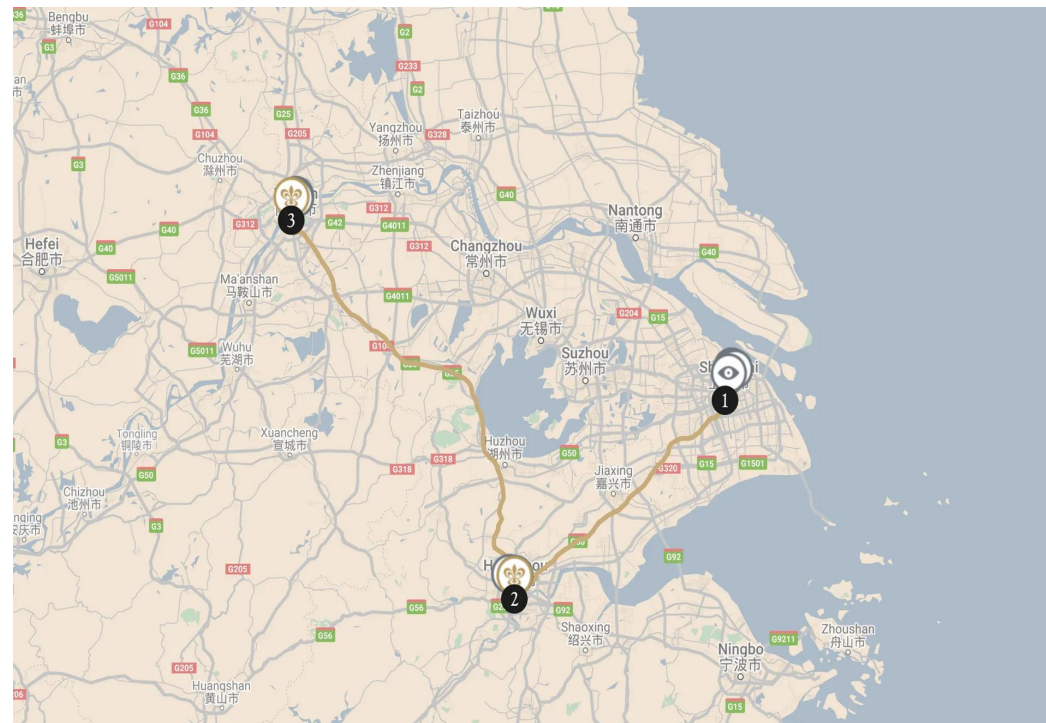 36
G3
Bengbu
蚌埠市
G3
G104
G2
G233
G2
G36
G36
G25
G205
G104
Taizhou
泰州市
Yangzhou
扬州市
G328
G3
Chuzhou
滁州市
Zhenjiang
镇江市
G40
Nantong
南通市
G312
G312
G42
G4011
3
Hefei
合肥市
G40
G40
G312
Changzhou
常州市
G40
G5011
Ma'anshan
马鞍山市
G4011
Wuxi
无锡市
G204
G15
Wuhu
芜湖市
G5011
Suzhou
苏州市
1
Tongling
铜陵市
Xuancheng
宣城市
Huzhou
湖州市
G3
G50
G318
G318
G50
G320
G15
G1501
Jiaxing
嘉兴市
Chizhou
池州市
安庆市
G3
G92
G205
2
G56
G92
G56
Shaoxing
绍兴市
G9211
Zhoushan
舟山市
Ningbo
宁波市
G205
Huangshan
黄山市
G15